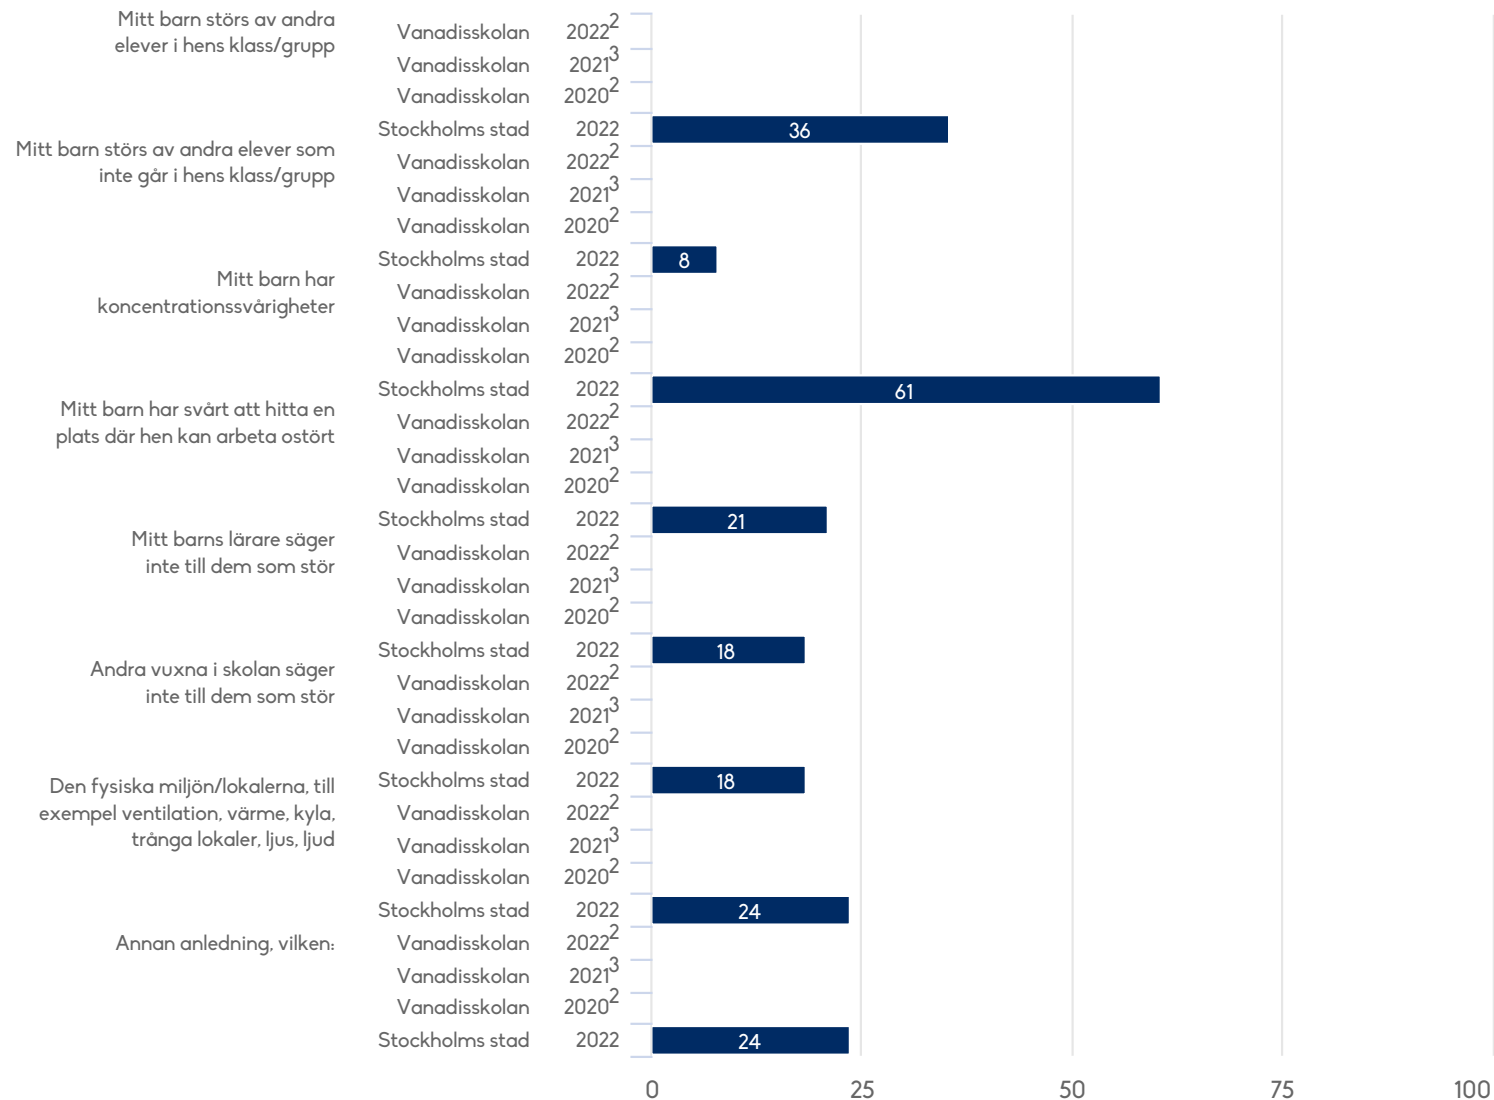 Mitt barn störs av andra
elever i hens klass/grupp
Vanadisskolan 2022²
Vanadisskolan 2021³
Vanadisskolan 2020²
Stockholms stad 2022 36
Mitt barn störs av andra elever som
inte går i hens klass/grupp
Vanadisskolan 2022²
Vanadisskolan 2021³
Vanadisskolan 2020²
Stockholms stad 2022 8
Mitt barn har
koncentrationssvårigheter
Vanadisskolan 2022²
Vanadisskolan 2021³
Vanadisskolan 2020²
Stockholms stad 2022 61
Mitt barn har svårt att hitta en
plats där hen kan arbeta ostört
Vanadisskolan 2022²
Vanadisskolan 2021³
Vanadisskolan 2020²
Stockholms stad 2022 21
Mitt barns lärare säger
inte till dem som stör
Vanadisskolan 2022²
Vanadisskolan 2021³
Vanadisskolan 2020²
Stockholms stad 2022 18
Andra vuxna i skolan säger
inte till dem som stör
Vanadisskolan 2022²
Vanadisskolan 2021³
Vanadisskolan 2020²
Stockholms stad 2022 18
Den fysiska miljön/lokalerna, till
exempel ventilation, värme, kyla,
trånga lokaler, ljus, ljud
Vanadisskolan 2022²
Vanadisskolan 2021³
Vanadisskolan 2020²
Stockholms stad 2022 24
Annan anledning, vilken:
Vanadisskolan 2022²
Vanadisskolan 2021³
Vanadisskolan 2020²
Stockholms stad 2022 24
0 25 50 75 100